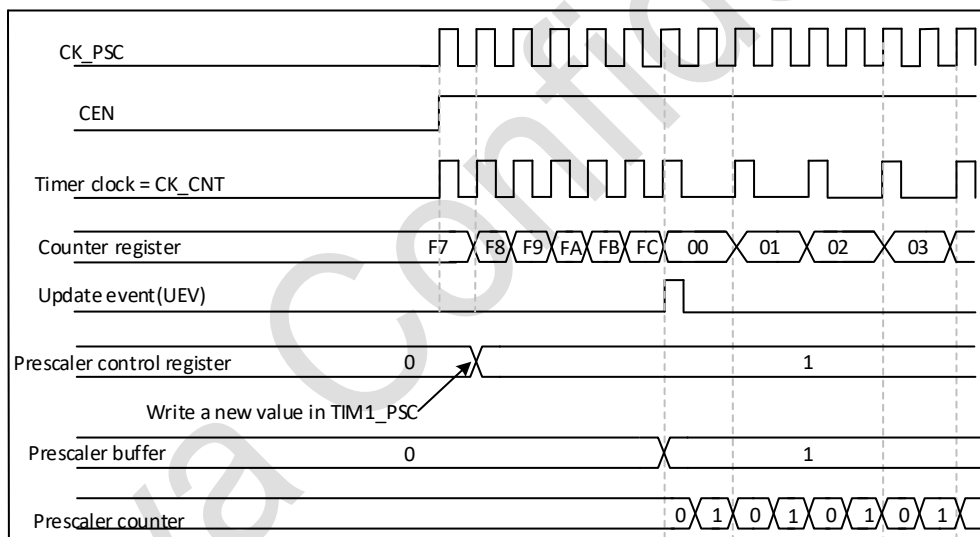 CK_PSC
CEN
Timer clock = CK_CNT
Counter register F7 F8 F9 FA FB FC 00 01 02 03
Update event(UEV)
Prescaler control register 0 1
Write a new value in TIM1_PSC
Prescaler buffer 0 1
Prescaler counter 0 1 0 1 0 1 0 1